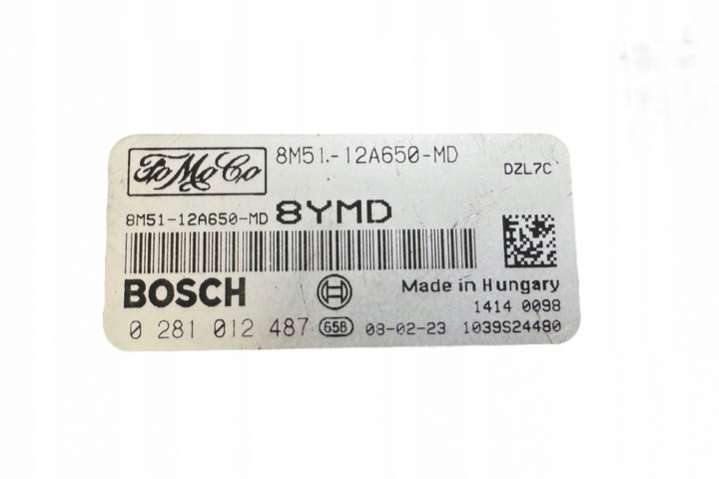 FoMoCo
8M51-12A650-MD
DZL7C
8M51-12A650-MD 8YMD
BOSCH
Made in Hungary
1414 0098
0 281 012 487 656 08-02-23 1039S24480